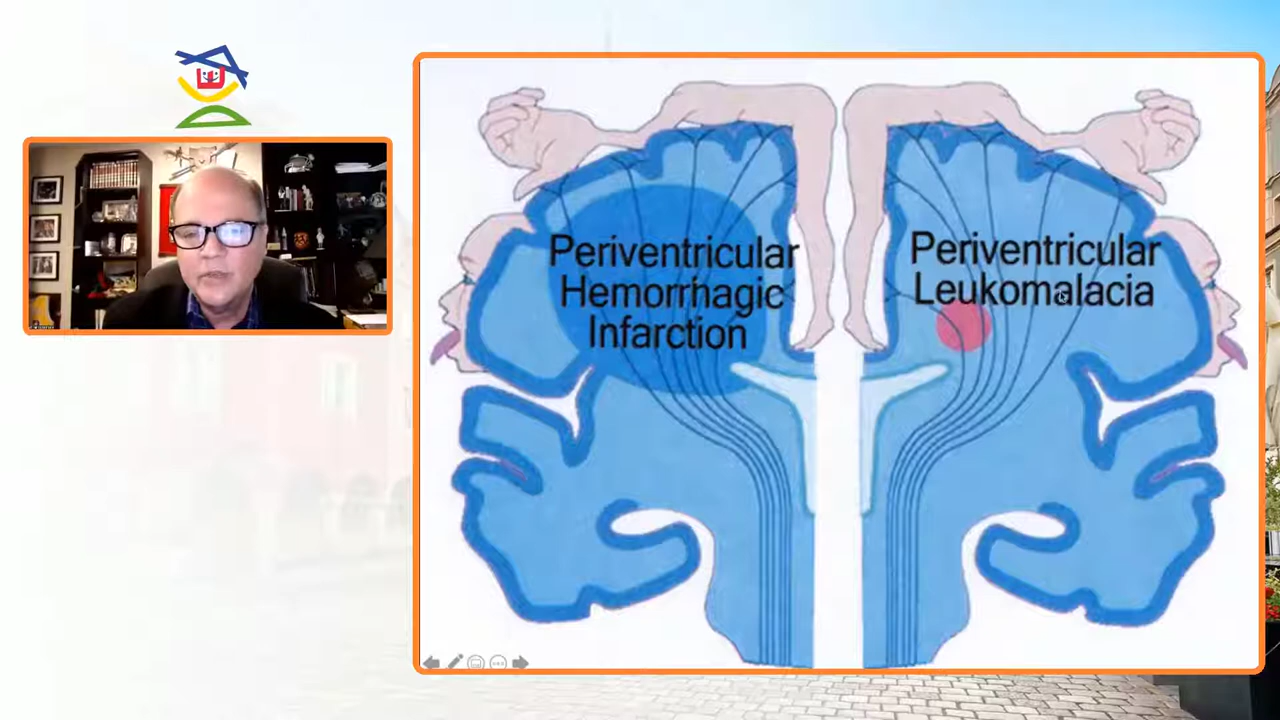 Periventricular
Hemorrhagic
Infarction
Periventricular
Leukomalacia